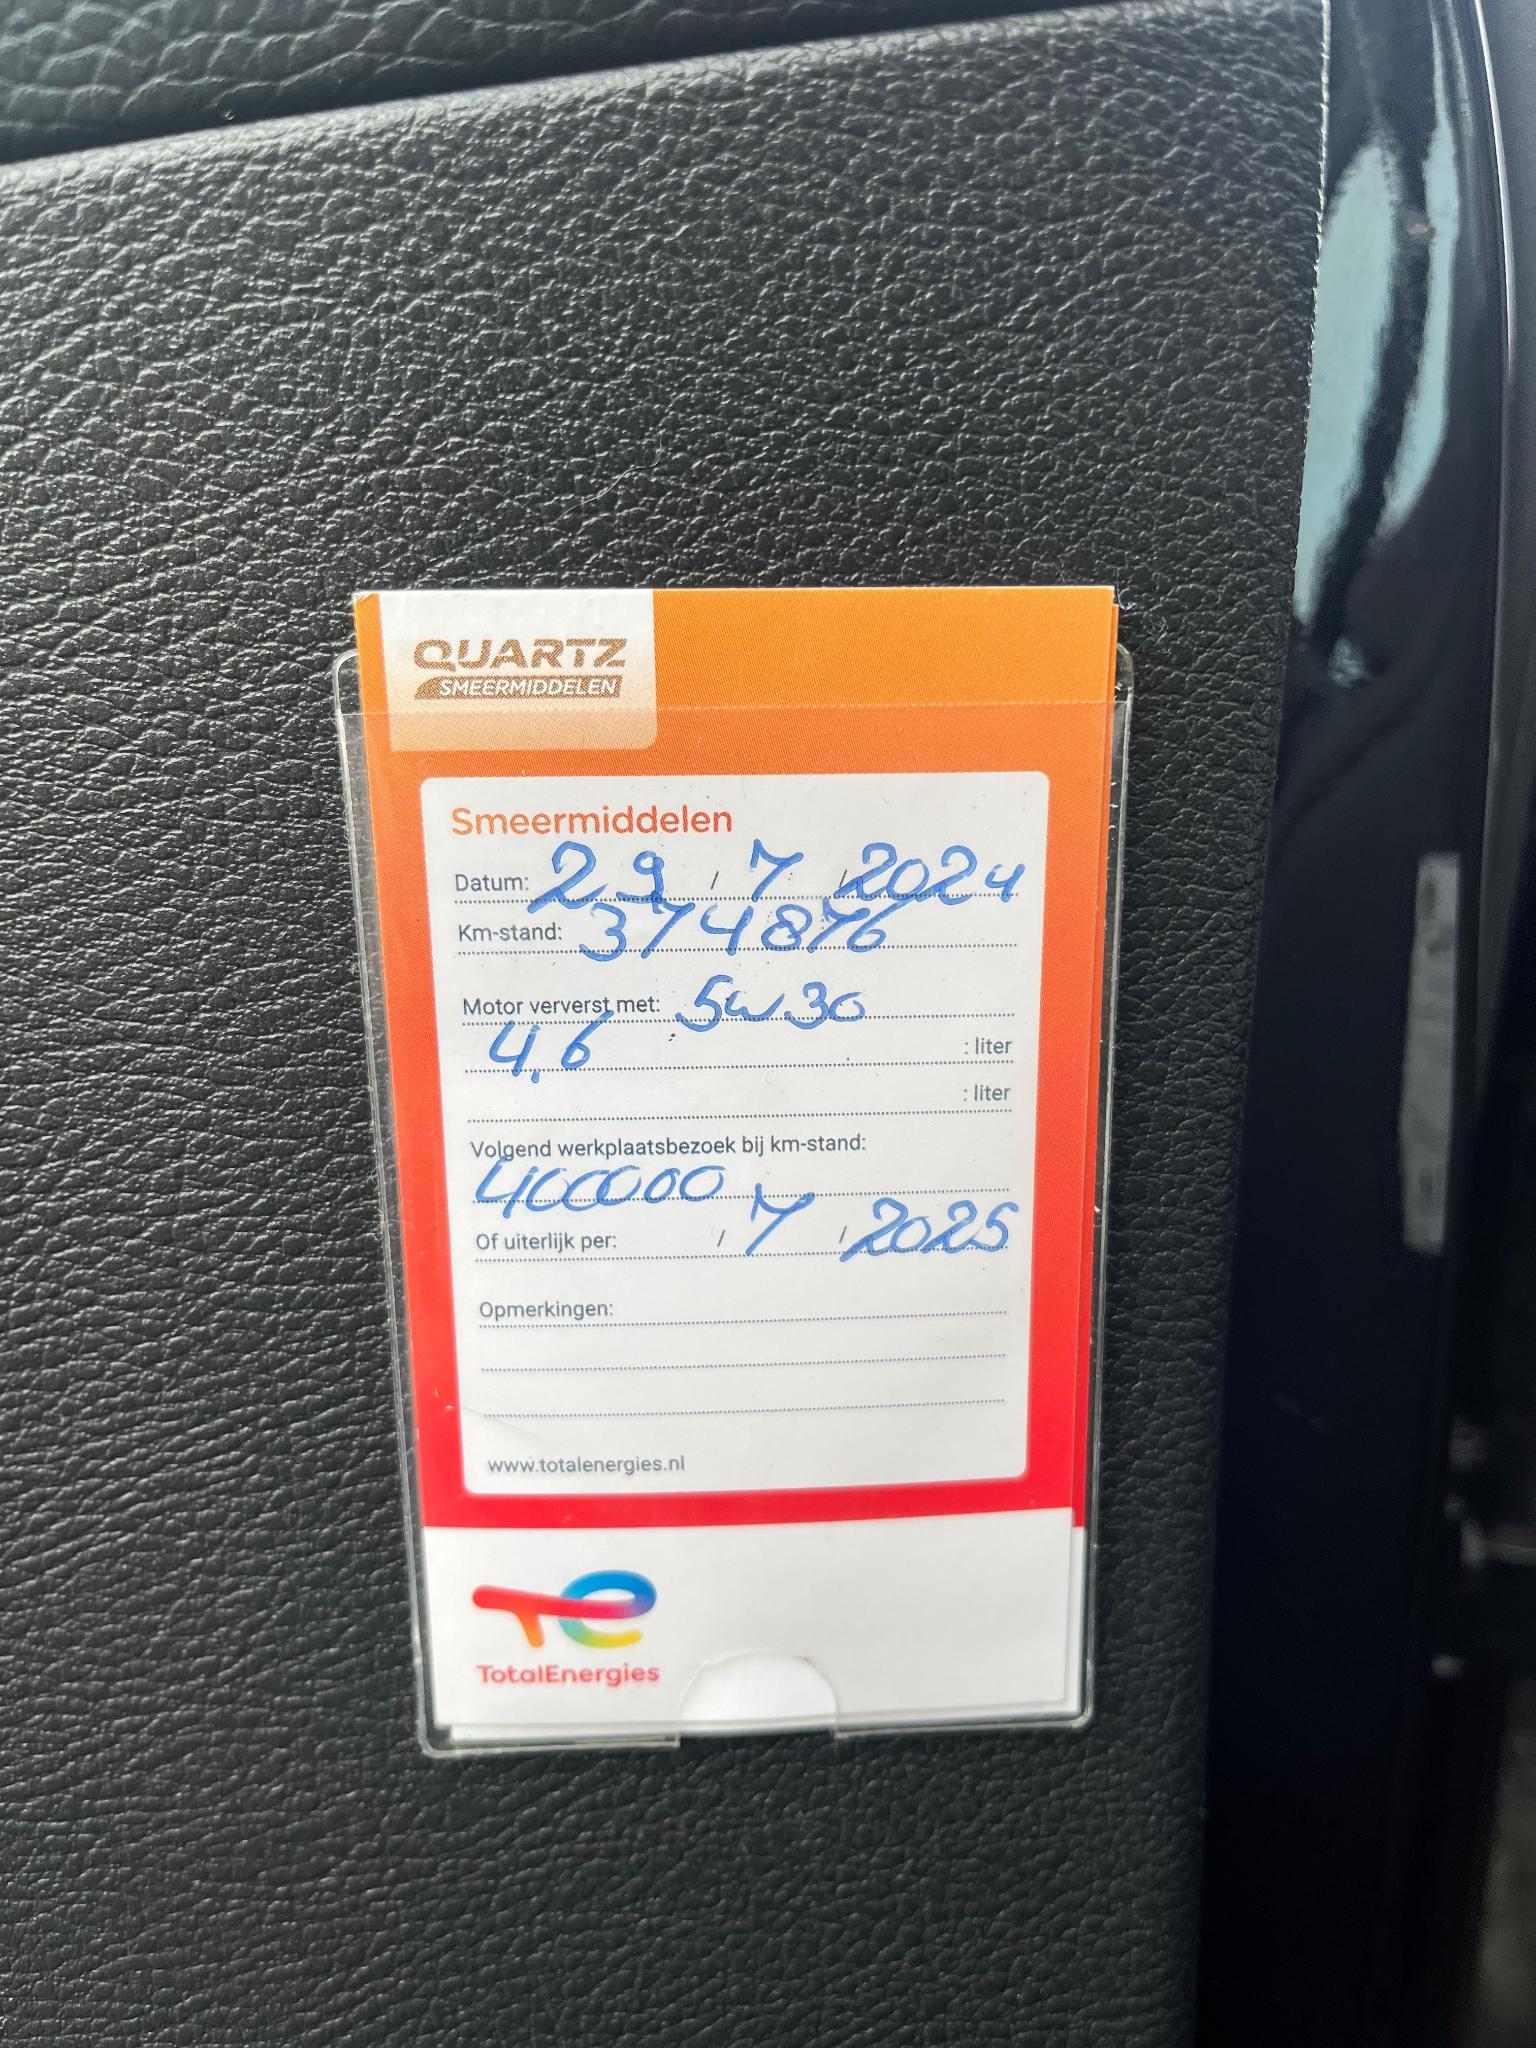 QUARTZ
SMEERMIDDELEN
Smeermiddelen
Datum: 29 / 7 / 2024
Km-stand: 374876
Motor ververst met: 5w30
4,6 : liter
: liter
Volgend werkplaatsbezoek bij km-stand:
400000
Of uiterlijk per: / 7 / 2025
Opmerkingen:
www.totalenergies.nl
TotalEnergies